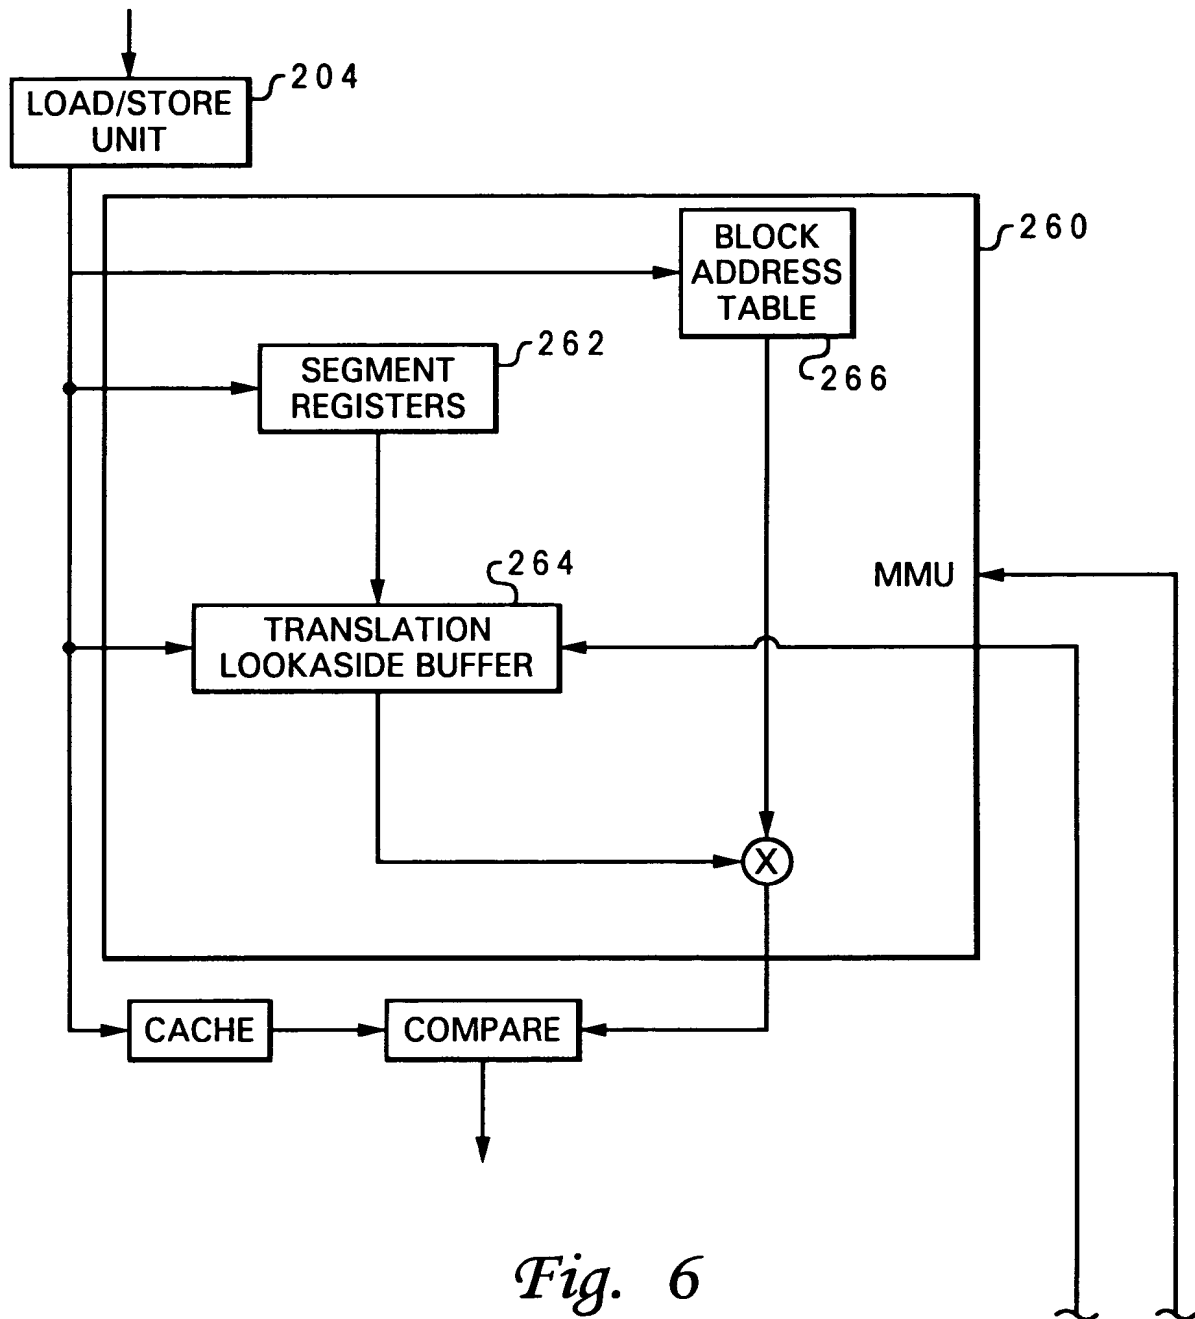 204
LOAD/STORE
UNIT
260
BLOCK
ADDRESS
TABLE
266
262
SEGMENT
REGISTERS
264
MMU
TRANSLATION
LOOKASIDE BUFFER
X
CACHE
COMPARE
Fig. 6